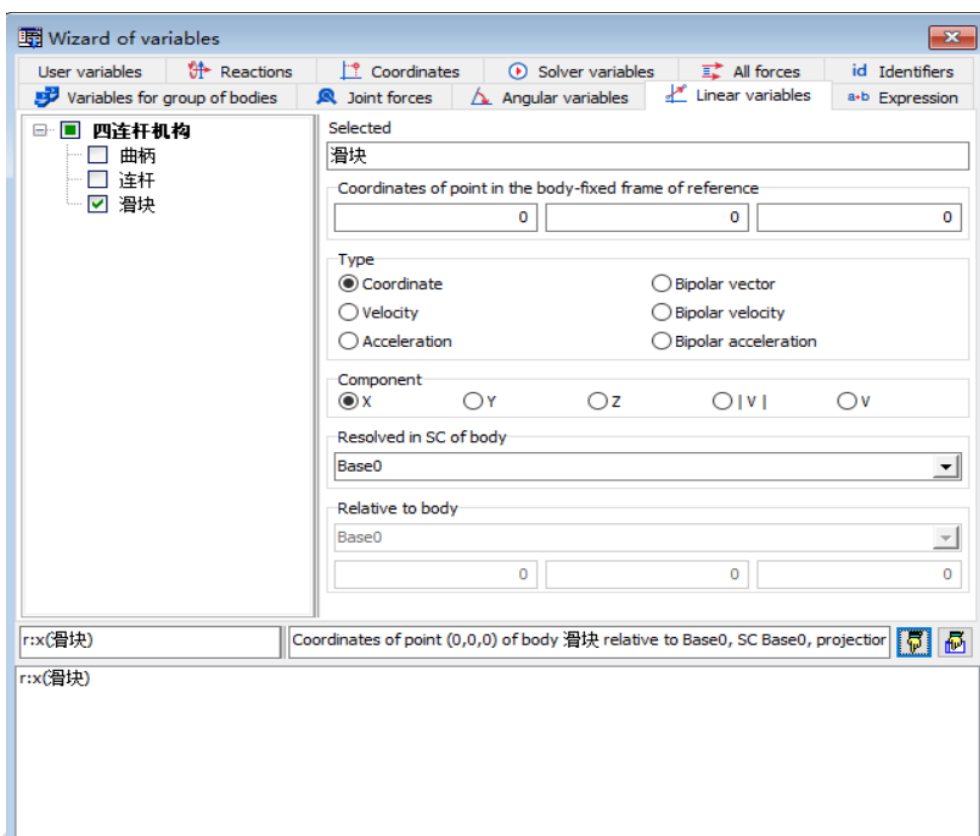 Wizard of variables
User variables Reactions Coordinates Solver variables All forces id Identifiers
Variables for group of bodies Joint forces Angular variables Linear variables a+b Expression
四连杆机构
曲柄
连杆
滑块
Selected
滑块
Coordinates of point in the body-fixed frame of reference
0 0 0
Type
Coordinate Bipolar vector
Velocity Bipolar velocity
Acceleration Bipolar acceleration
Component
X Y Z | V | V
Resolved in SC of body
Base0
Relative to body
Base0
0 0 0
r:x(滑块) Coordinates of point (0,0,0) of body 滑块 relative to Base0, SC Base0, projection
r:x(滑块)